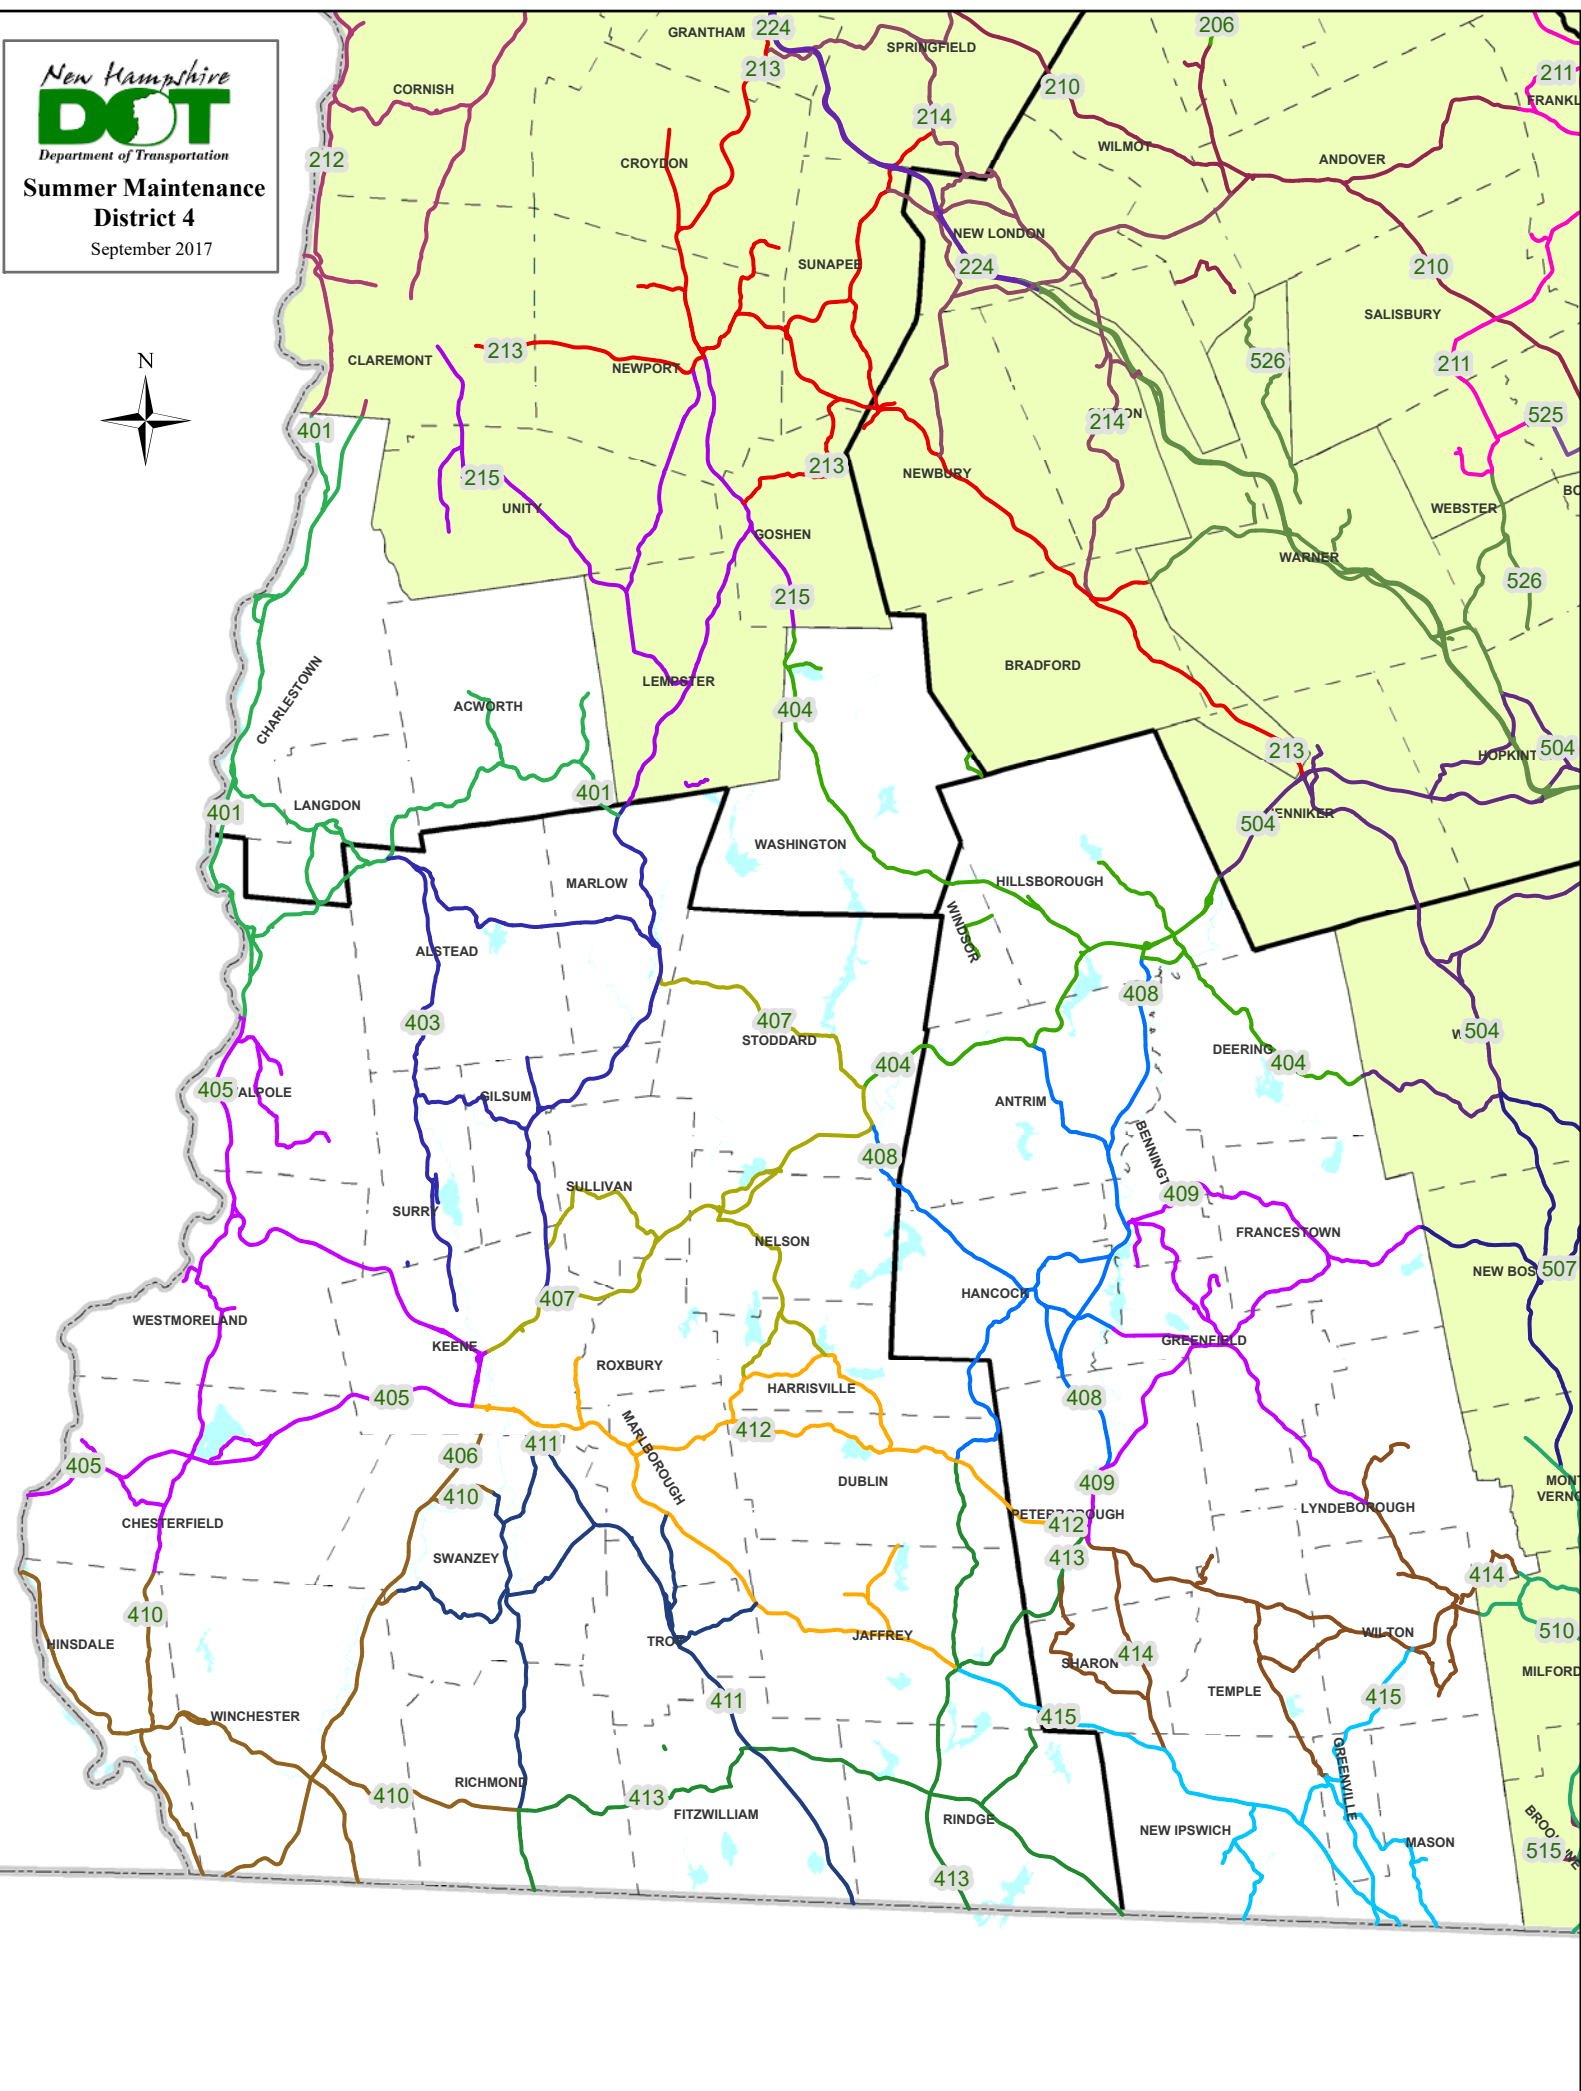 New Hampshire
DOT
Department of Transportation
Summer Maintenance
District 4
September 2017
N
GRANTHAM
224
SPRINGFIELD
206
213
210
211
CORNISH
214
212
CROYDON
WILMOT
ANDOVER
NEW LONDON
SUNAPEE
224
210
SALISBURY
CLAREMONT
213
NEWPORT
526
211
401
214
525
213
NEWBURY
215
UNITY
WEBSTER
GOSHEN
WARNER
526
215
BRADFORD
LEMPSTER
CHARLESTOWN
ACWORTH
404
213
504
401
401
LANGDON
504
WASHINGTON
MARLOW
HILLSBOROUGH
WINDSOR
ALSTEAD
408
403
407
STODDARD
504
404
DEERING
404
405
GILSUM
ANTRIM
408
SULLIVAN
409
SURRY
NELSON
FRANCESTOWN
507
407
HANCOCK
WESTMORELAND
KEENE
GREENFIELD
ROXBURY
HARRISVILLE
405
408
MARLBOROUGH
412
406
411
405
DUBLIN
409
410
LYNDEBOROUGH
CHESTERFIELD
412
SWANZEY
413
414
410
HINSDALE
JAFFREY
WILTON
510
SHARON
414
MILFORD
TEMPLE
415
411
WINCHESTER
415
GREENVILLE
RICHMOND
410
413
FITZWILLIAM
RINDGE
NEW IPSWICH
MASON
515
413